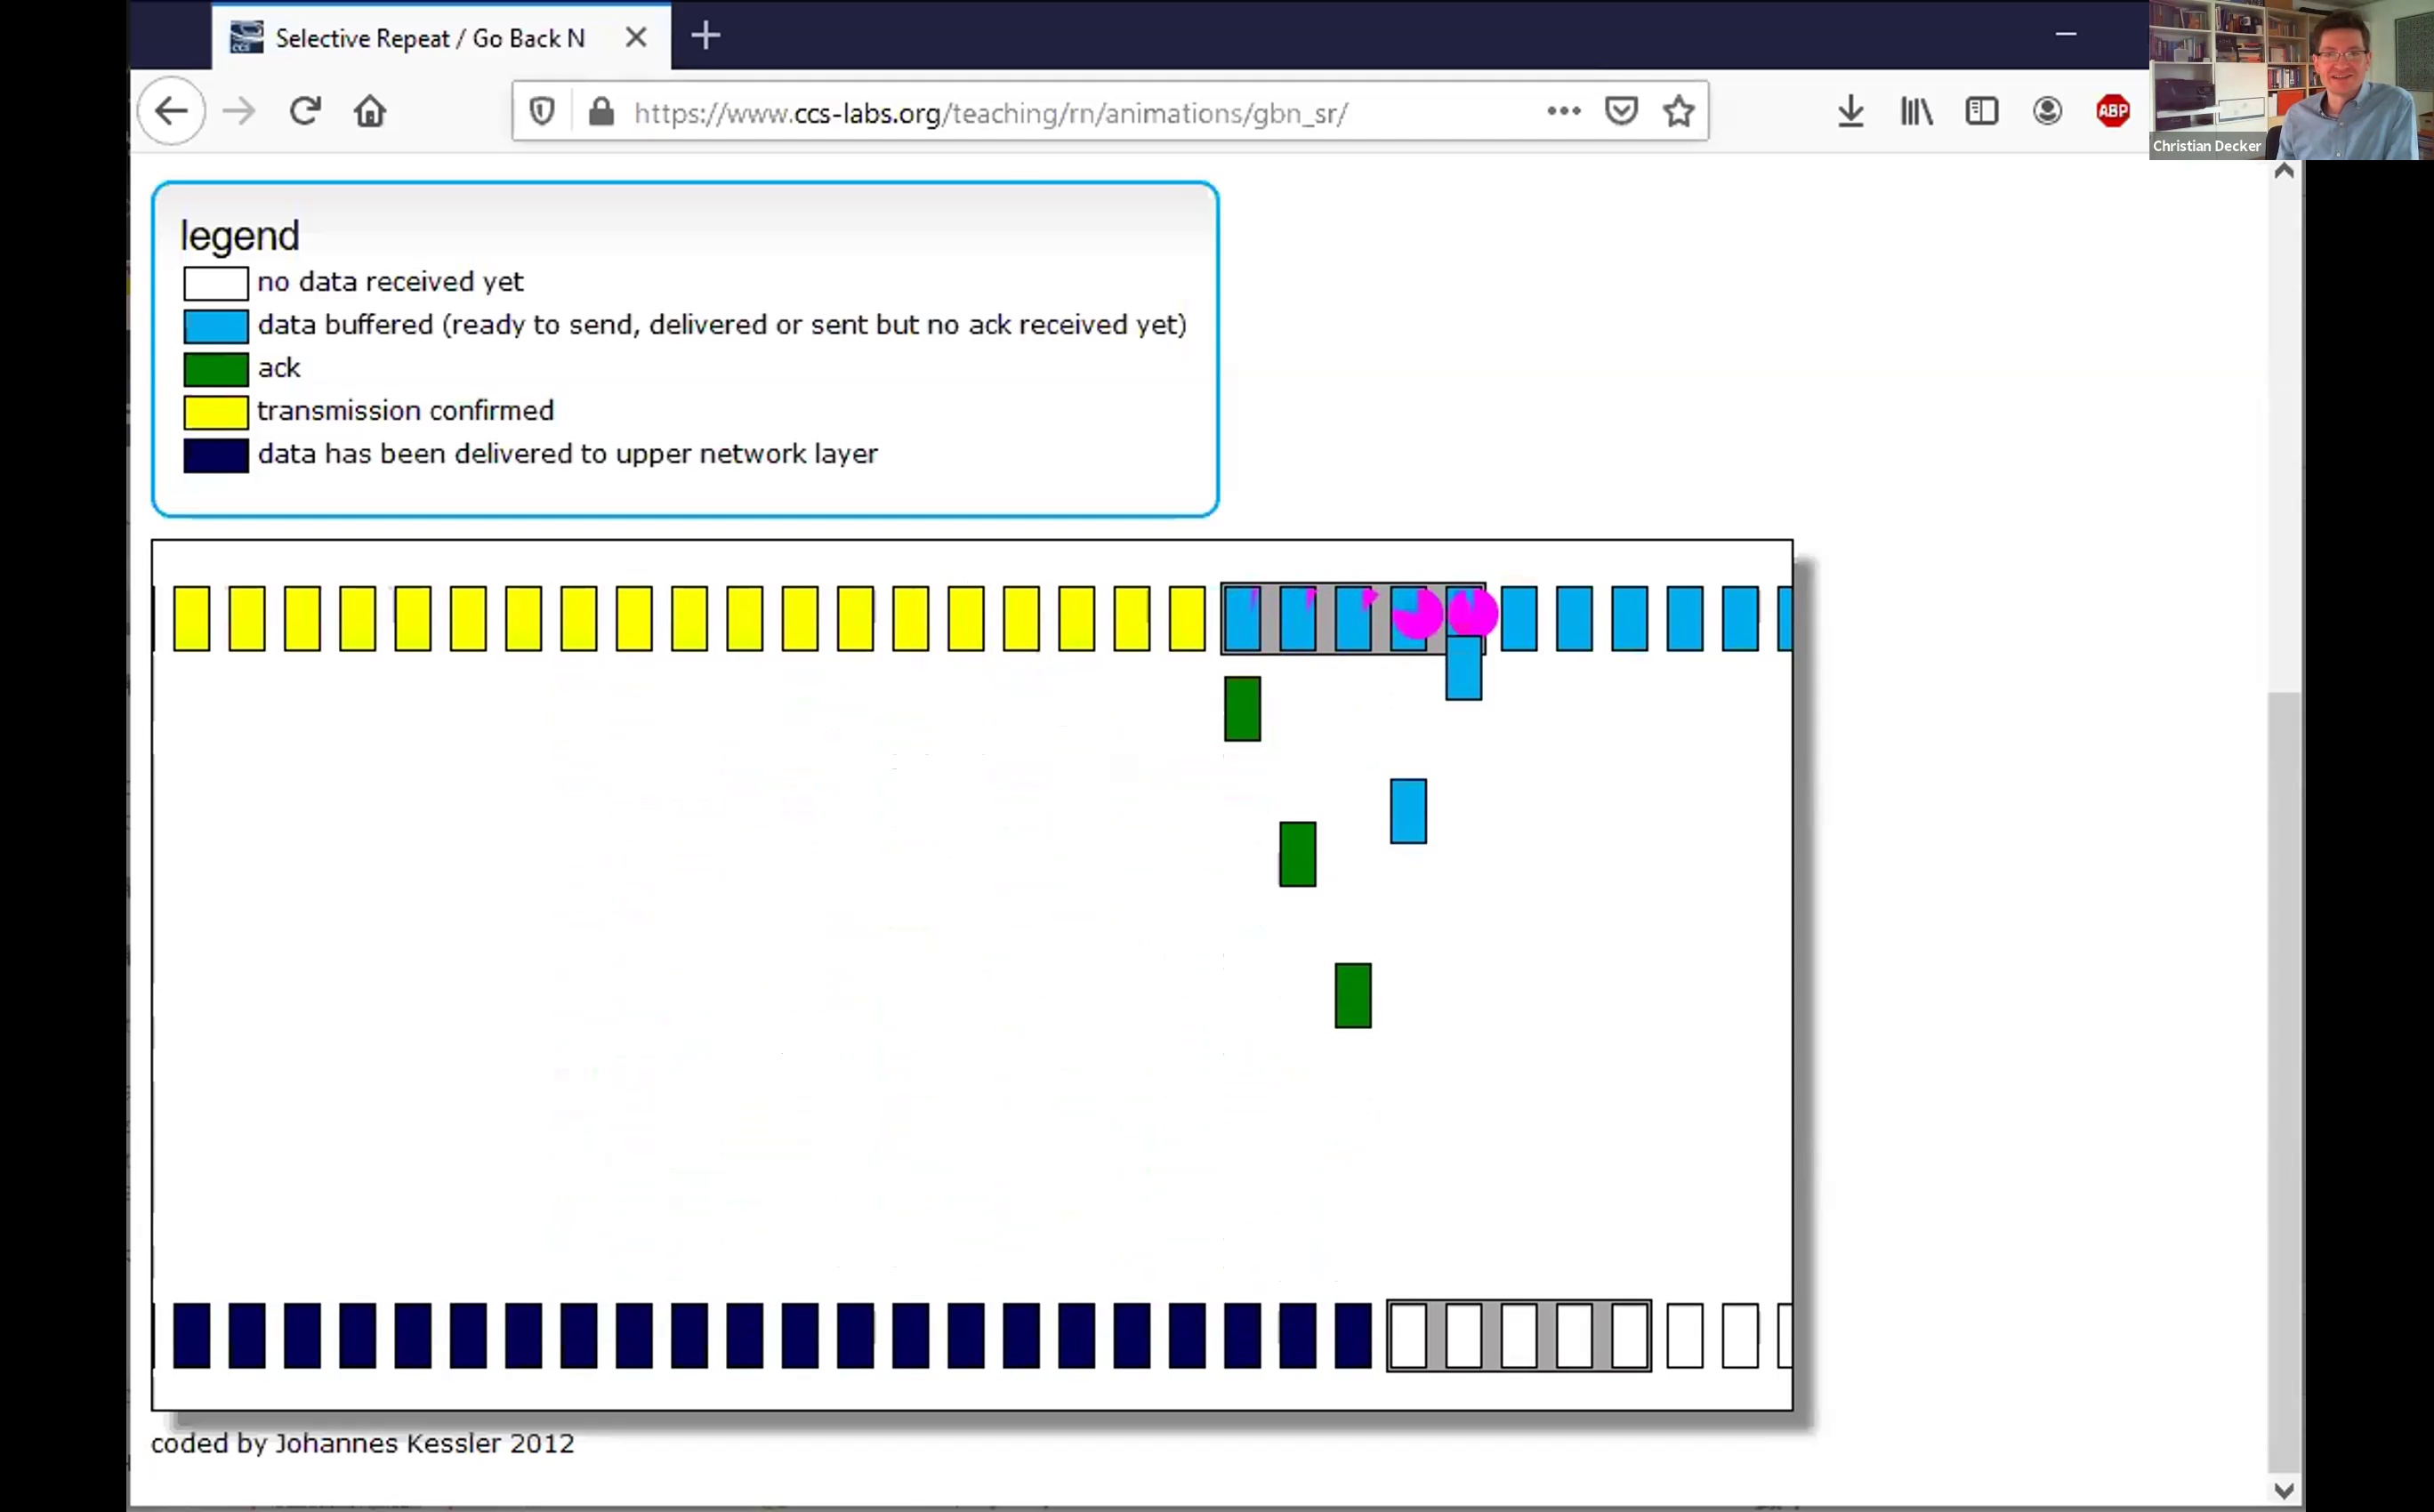 Selective Repeat / Go Back N
https://www.ccs-labs.org/teaching/rn/animations/gbn_sr/
ABP
Christian Decker
legend
no data received yet
data buffered (ready to send, delivered or sent but no ack received yet)
ack
transmission confirmed
data has been delivered to upper network layer
coded by Johannes Kessler 2012